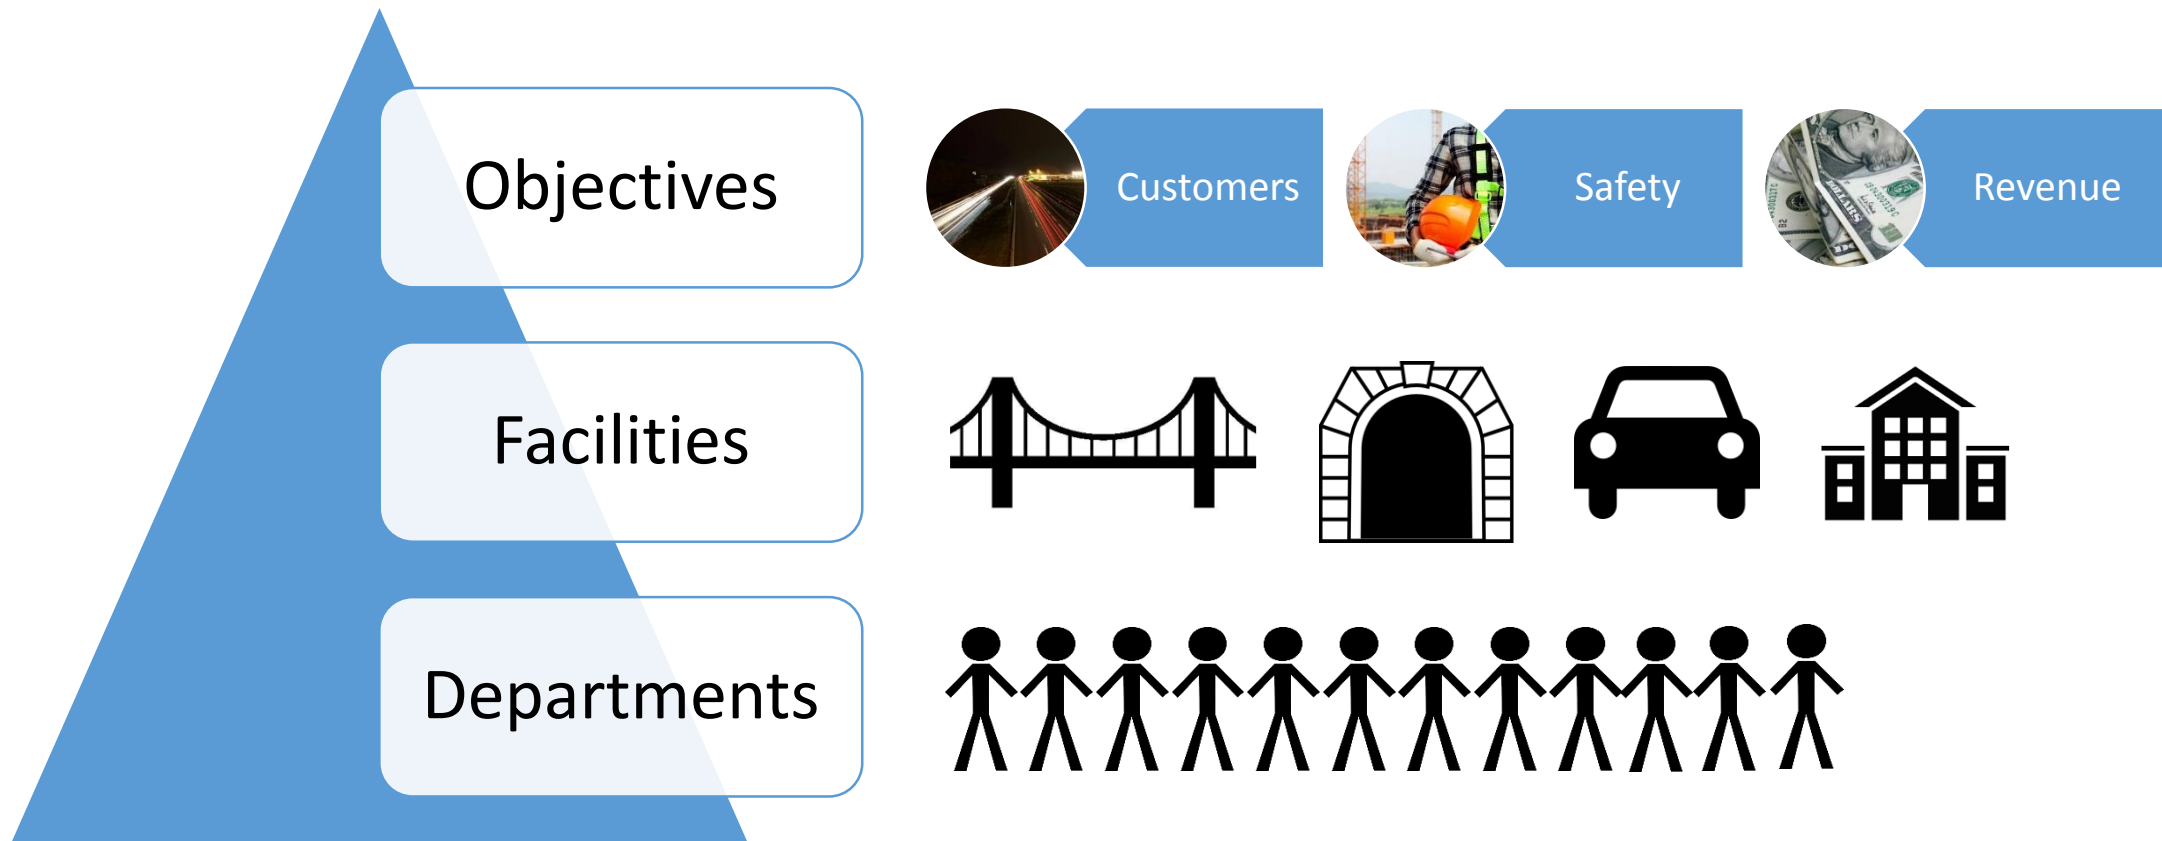 Objectives
Customers
Safety
Revenue
Facilities
Departments